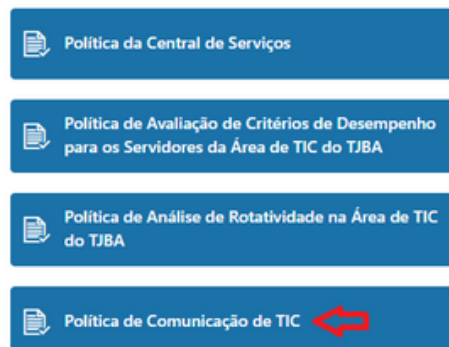 Política da Central de Serviços
Política de Avaliação de Critérios de Desempenho
para os Servidores da Área de TIC do TJBA
Política de Análise de Rotatividade na Área de TIC
do TJBA
Política de Comunicação de TIC